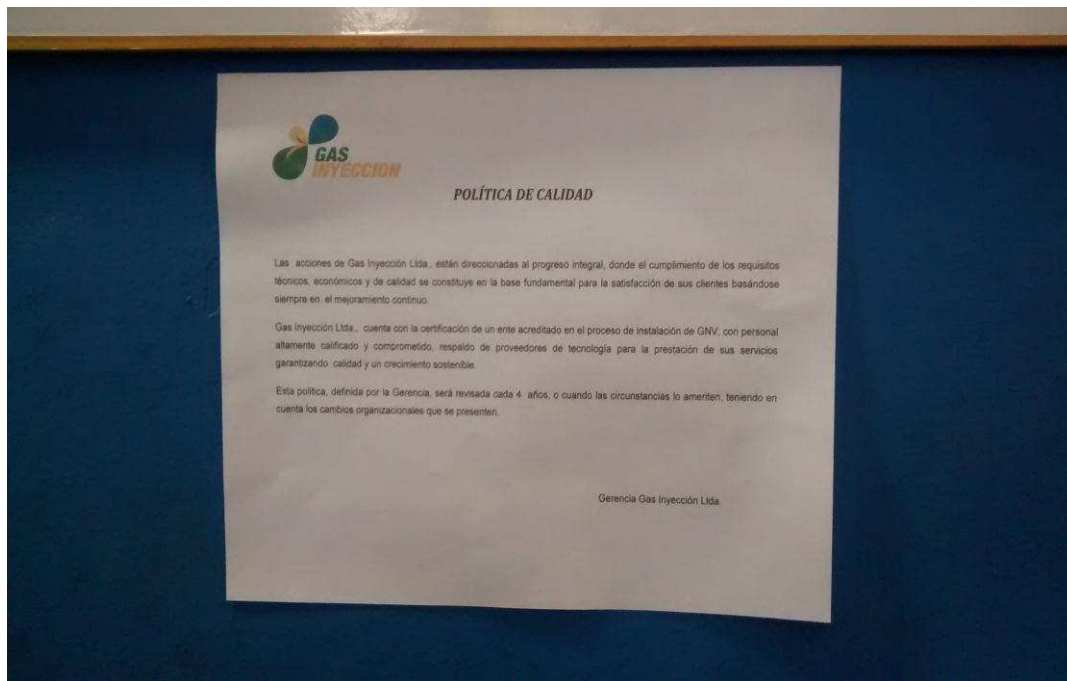 GAS
INYECCION
POLÍTICA DE CALIDAD
Las acciones de Gas Inyección Ltda., están direccionadas al progreso integral, donde el cumplimiento de los requisitos
técnicos, económicos y de calidad se constituye en la base fundamental para la satisfacción de sus clientes basándose
siempre en el mejoramiento continuo.
Gas Inyección Ltda., cuenta con la certificación de un ente acreditado en el proceso de instalación de GNV, con personal
altamente calificado y comprometido, respaldo de proveedores de tecnología para la prestación de sus servicios
garantizando calidad y un crecimiento sostenible.
Esta política, definida por la Gerencia, será revisada cada 4 años, o cuando las circunstancias lo ameriten, teniendo en
cuenta los cambios organizacionales que se presenten.
Gerencia Gas Inyección Ltda.